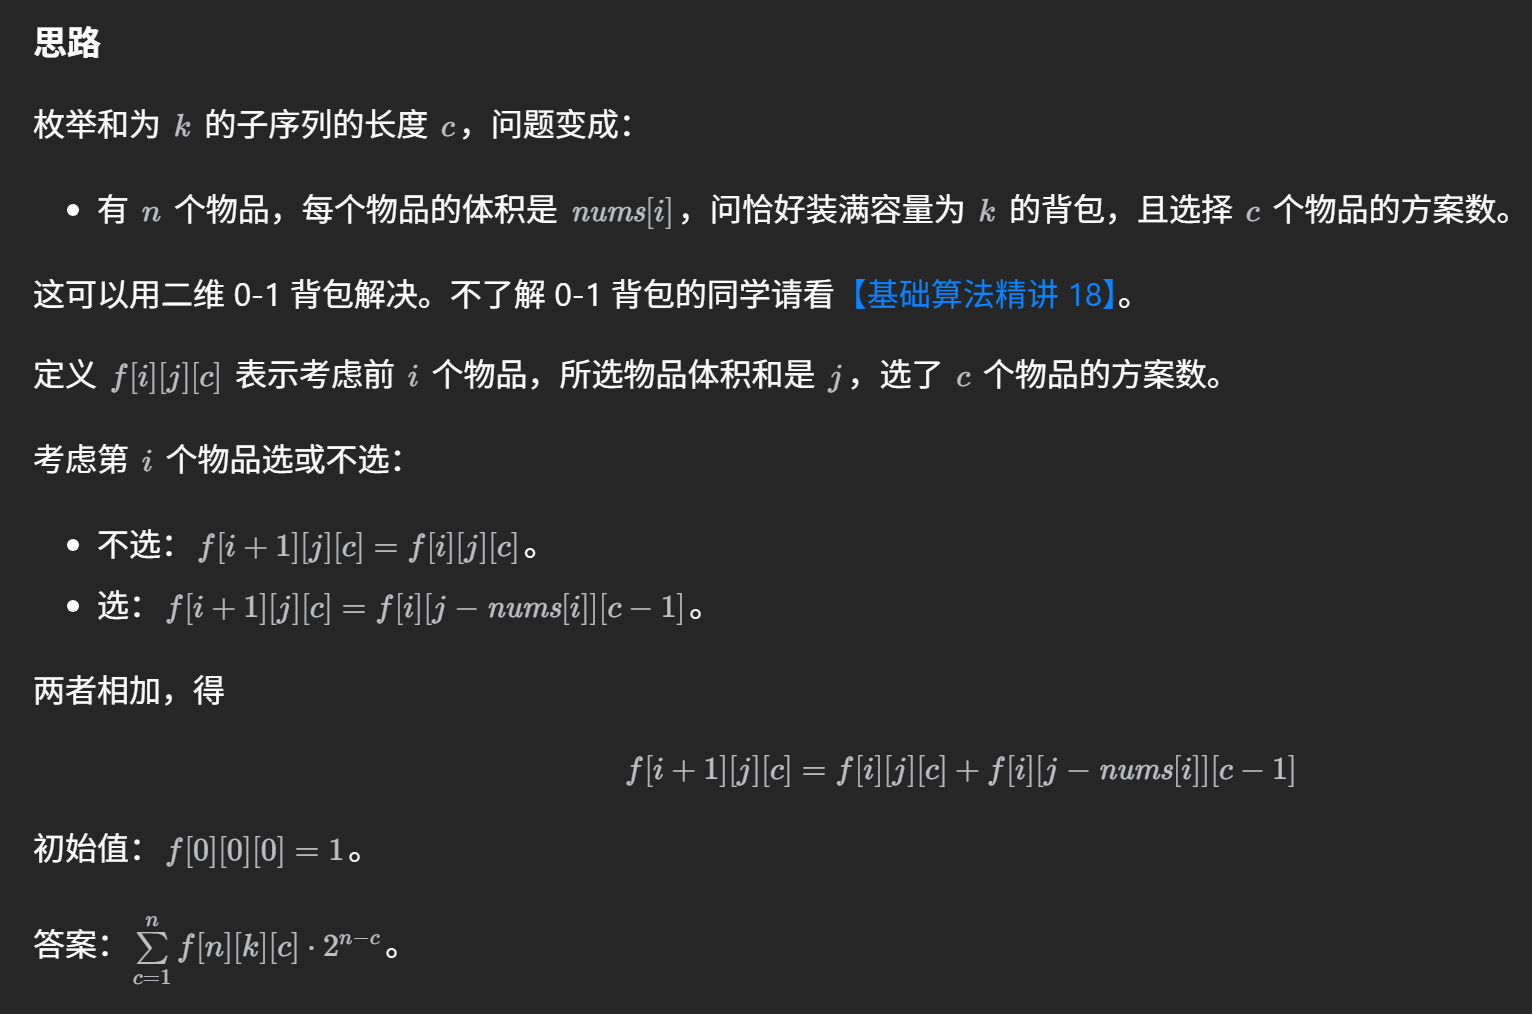 思路
枚举和为 k 的子序列的长度 c，问题变成：
• 有 n 个物品，每个物品的体积是 nums[i]，问恰好装满容量为 k 的背包，且选择 c 个物品的方案数。
这可以用二维 0-1 背包解决。不了解 0-1 背包的同学请看【基础算法精讲 18】。
定义 f[i][j][c] 表示考虑前 i 个物品，所选物品体积和是 j，选了 c 个物品的方案数。
考虑第 i 个物品选或不选：
• 不选：f[i + 1][j][c] = f[i][j][c]。
• 选：f[i + 1][j][c] = f[i][j − nums[i]][c − 1]。
两者相加，得
f[i + 1][j][c] = f[i][j][c] + f[i][j − nums[i]][c − 1]
初始值：f[0][0][0] = 1。
答案：\sum_{c=1}^{n} f[n][k][c] · 2^{n−c}。